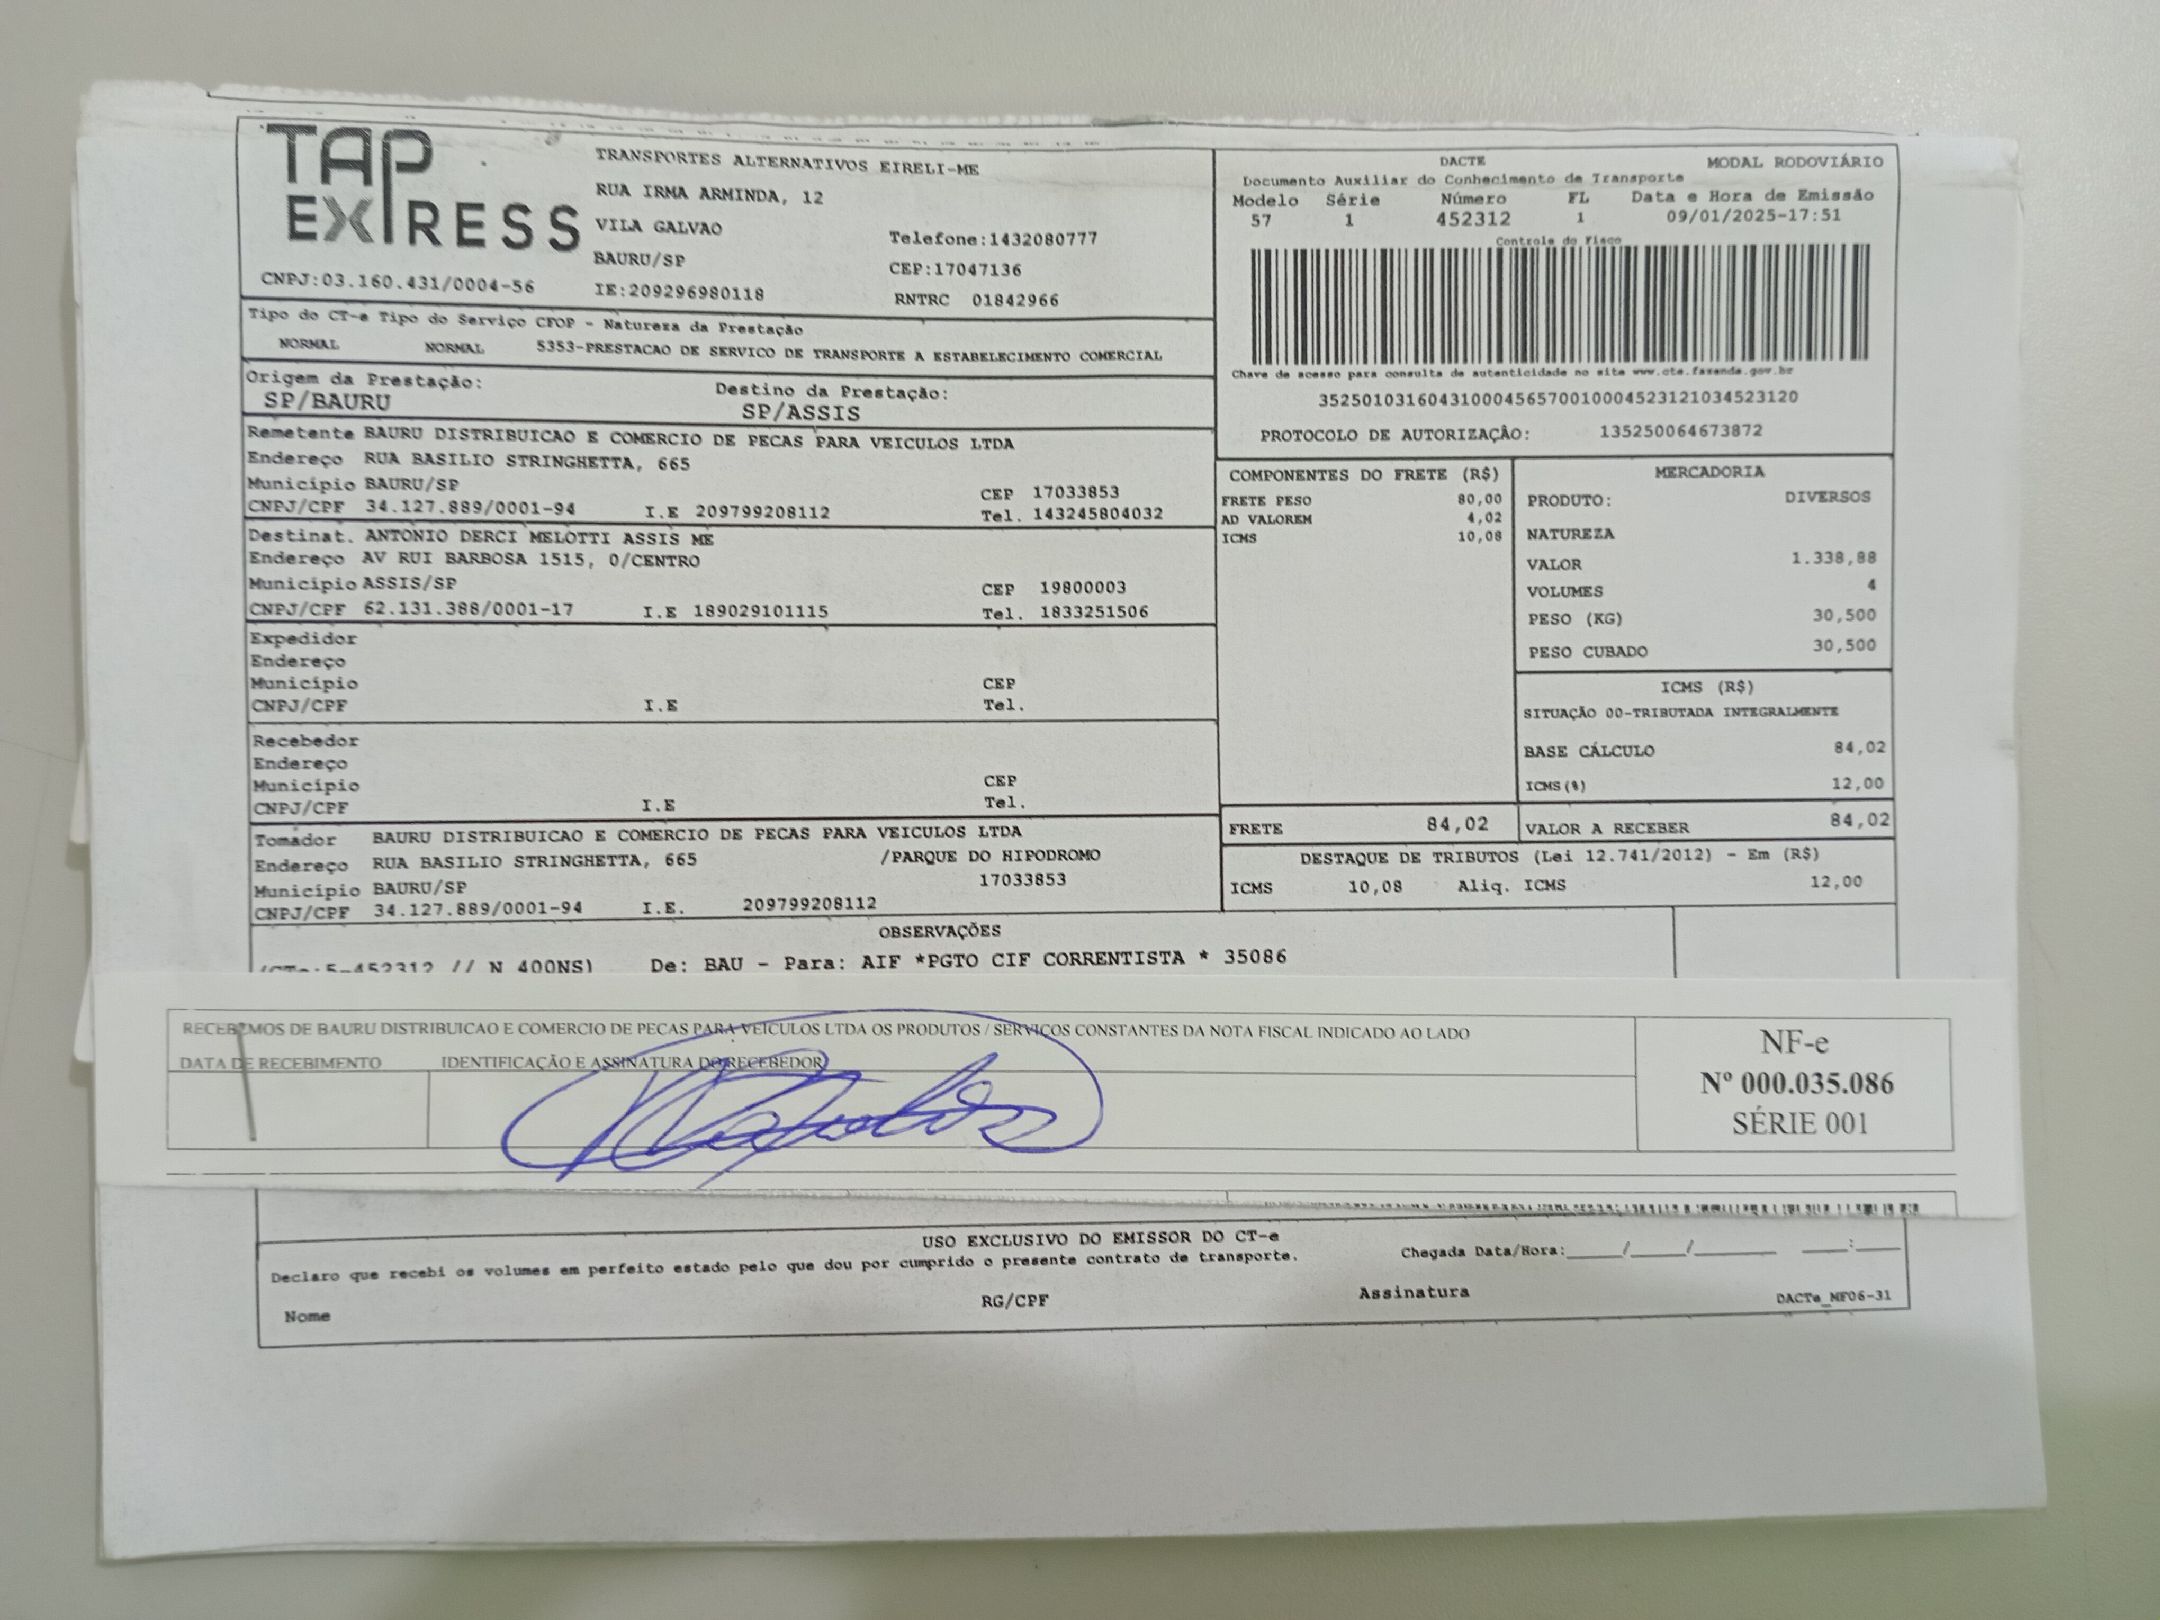 TAP EXPRESS
CNPJ:03.160.431/0004-56
TRANSPORTES ALTERNATIVOS EIRELI-ME
RUA IRMA ARMINDA, 12
VILA GALVAO
Telefone:1432080777
BAURU/SP
CEP:17047136
IE:209296980118
RNTRC 01842966
DACTE MODAL RODOVIÁRIO
Documento Auxiliar do Conhecimento de Transporte
Modelo Série Número FL Data e Hora de Emissão
57 1 452312 1 09/01/2025-17:51
Controle do Fisco
Chave de acesso para consulta de autenticidade no site www.cte.fazenda.gov.br
35250103160431000456570010004523121034523120
PROTOCOLO DE AUTORIZAÇÃO: 135250064673872
Tipo do CT-e Tipo do Serviço CFOP - Natureza da Prestação
NORMAL NORMAL 5353-PRESTACAO DE SERVICO DE TRANSPORTE A ESTABELECIMENTO COMERCIAL
Origem da Prestação: Destino da Prestação:
SP/BAURU SP/ASSIS
Remetente BAURU DISTRIBUICAO E COMERCIO DE PECAS PARA VEICULOS LTDA
Endereço RUA BASILIO STRINGHETTA, 665
Município BAURU/SP CEP 17033853
CNPJ/CPF 34.127.889/0001-94 I.E 209799208112 Tel. 143245804032
Destinat. ANTONIO DERCI MELOTTI ASSIS ME
Endereço AV RUI BARBOSA 1515, 0/CENTRO
Município ASSIS/SP CEP 19800003
CNPJ/CPF 62.131.388/0001-17 I.E 189029101115 Tel. 1833251506
Expedidor
Endereço
Município CEP
CNPJ/CPF I.E Tel.
Recebedor
Endereço
Município CEP
CNPJ/CPF I.E Tel.
Tomador BAURU DISTRIBUICAO E COMERCIO DE PECAS PARA VEICULOS LTDA
Endereço RUA BASILIO STRINGHETTA, 665 /PARQUE DO HIPODROMO
Município BAURU/SP 17033853
CNPJ/CPF 34.127.889/0001-94 I.E. 209799208112
COMPONENTES DO FRETE (R$)
FRETE PESO 80,00
AD VALOREM 4,02
ICMS 10,08
MERCADORIA
PRODUTO: DIVERSOS
NATUREZA
VALOR 1.338,88
VOLUMES 4
PESO (KG) 30,500
PESO CUBADO 30,500
ICMS (R$)
SITUAÇÃO 00-TRIBUTADA INTEGRALMENTE
BASE CÁLCULO 84,02
ICMS(%) 12,00
FRETE 84,02 VALOR A RECEBER 84,02
DESTAQUE DE TRIBUTOS (Lei 12.741/2012) - Em (R$)
ICMS 10,08 Aliq. ICMS 12,00
OBSERVAÇÕES
(CTe:5-452312 // N 400NS) De: BAU - Para: AIF *PGTO CIF CORRENTISTA * 35086
RECEBEMOS DE BAURU DISTRIBUICAO E COMERCIO DE PECAS PARA VEICULOS LTDA OS PRODUTOS / SERVIÇOS CONSTANTES DA NOTA FISCAL INDICADO AO LADO
DATA DE RECEBIMENTO IDENTIFICAÇÃO E ASSINATURA DO RECEBEDOR
NF-e
Nº 000.035.086
SÉRIE 001
USO EXCLUSIVO DO EMISSOR DO CT-e
Declaro que recebi os volumes em perfeito estado pelo que dou por cumprido o presente contrato de transporte.
Chegada Data/Hora:____/____/______ ___:___
Nome RG/CPF Assinatura DACTe_MF06-31